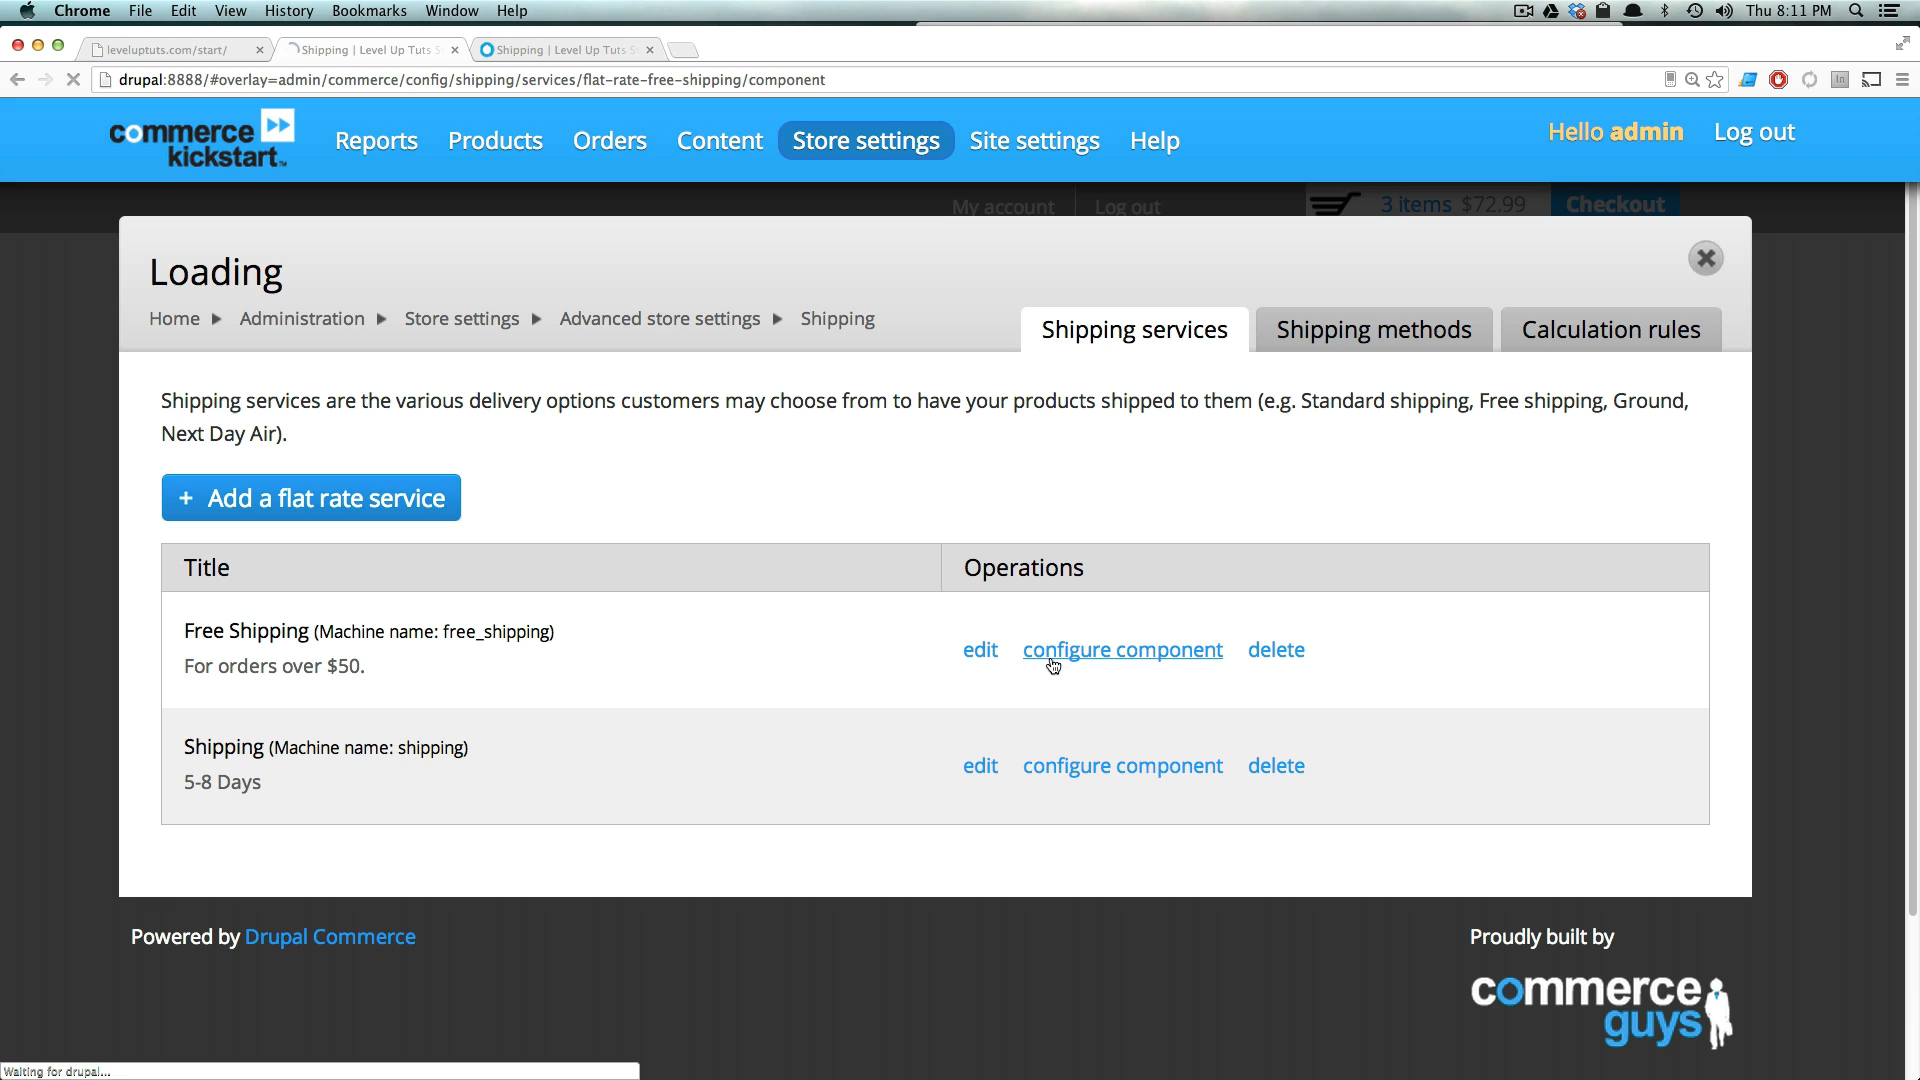 Chrome File Edit View History Bookmarks Window Help Thu 8:11 PM
leveluptuts.com/start/ Shipping | Level Up Tuts S Shipping | Level Up Tuts S
drupal:8888/#overlay=admin/commerce/config/shipping/services/flat-rate-free-shipping/component
commerce kickstart™ Reports Products Orders Content Store settings Site settings Help Hello admin Log out
My account Log out 3 items $72.99 Checkout
Loading
Home Administration Store settings Advanced store settings Shipping
Shipping services Shipping methods Calculation rules
Shipping services are the various delivery options customers may choose from to have your products shipped to them (e.g. Standard shipping, Free shipping, Ground,
Next Day Air).
+ Add a flat rate service
Title Operations
Free Shipping (Machine name: free_shipping)
For orders over $50.
edit configure component delete
Shipping (Machine name: shipping)
5-8 Days
edit configure component delete
Powered by Drupal Commerce
Proudly built by
commerce
guys
Waiting for drupal...